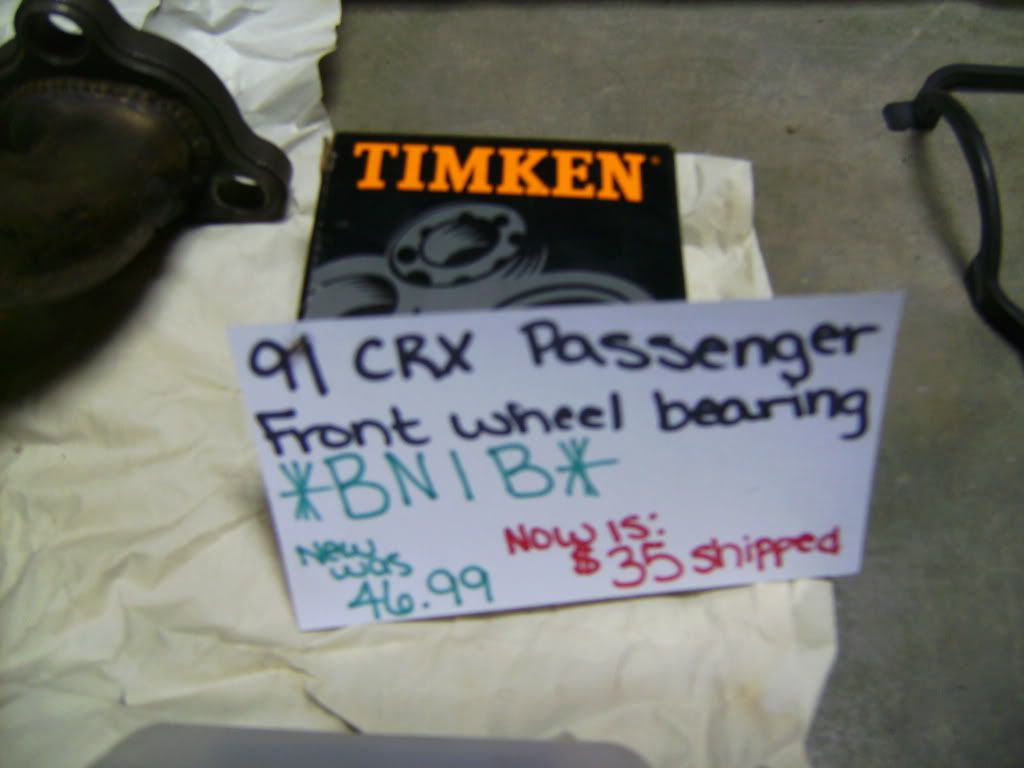 TIMKEN
91 CRX Passenger
Front wheel bearing
*BNIB*
New was 46.99
Now is: $35 shipped